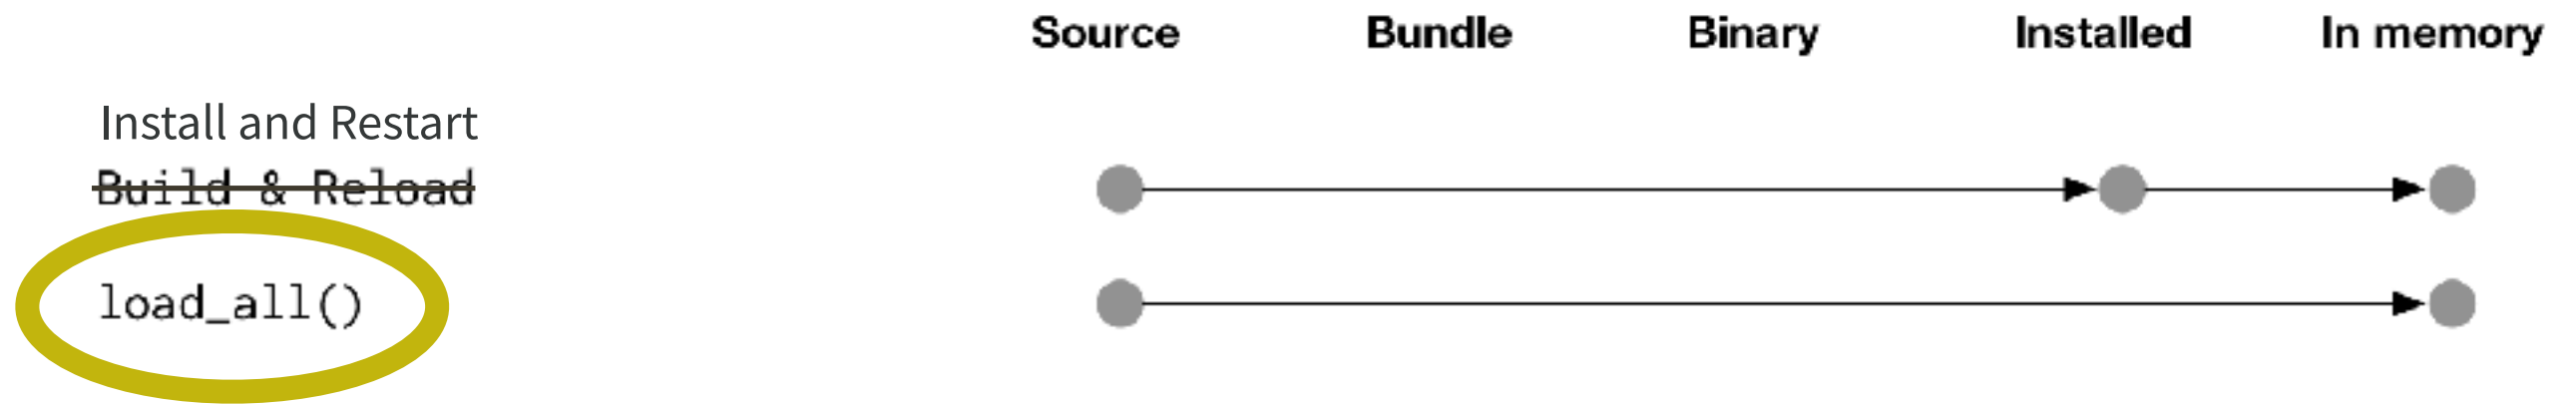 Source Bundle Binary Installed In memory
Install and Restart
Build & Reload
load_all()